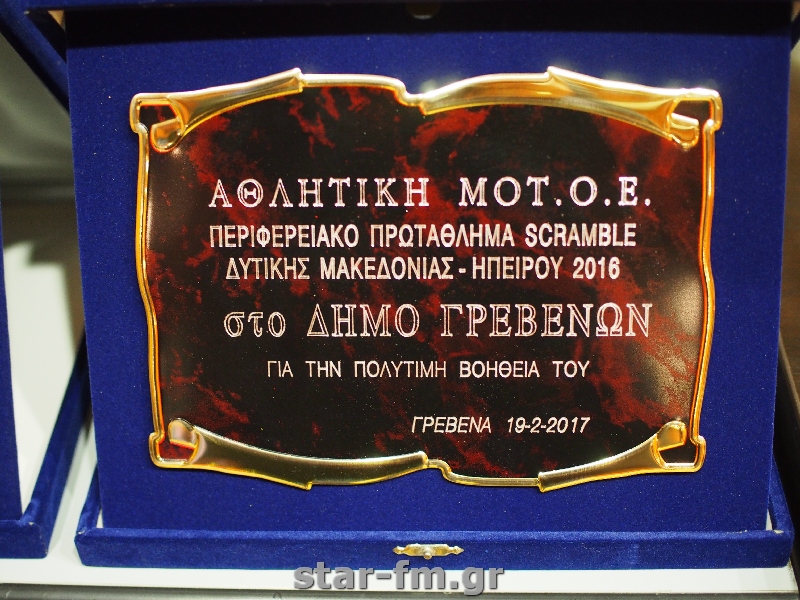 ΑΘΛΗΤΙΚΗ ΜΟΤ.Ο.Ε.
ΠΕΡΙΦΕΡΕΙΑΚΟ ΠΡΩΤΑΘΛΗΜΑ SCRAMBLE
ΔΥΤΙΚΗΣ ΜΑΚΕΔΟΝΙΑΣ - ΗΠΕΙΡΟΥ 2016
στο ΔΗΜΟ ΓΡΕΒΕΝΩΝ
ΓΙΑ ΤΗΝ ΠΟΛΥΤΙΜΗ ΒΟΗΘΕΙΑ ΤΟΥ
ΓΡΕΒΕΝΑ 19-2-2017
star-fm.gr